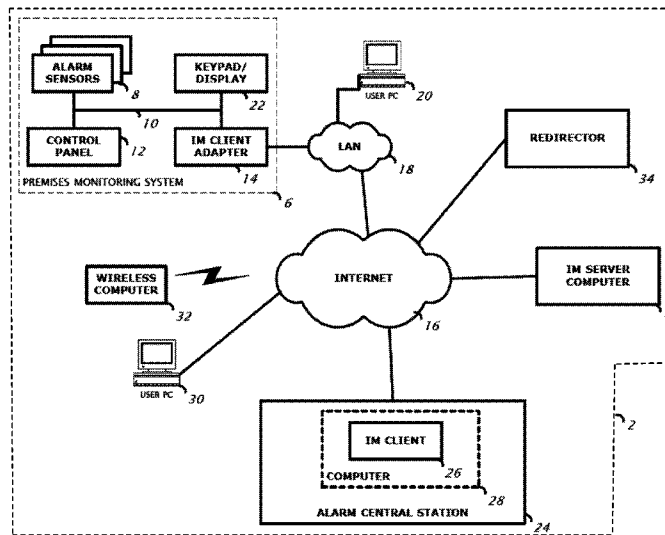 ALARM
SENSORS
8
KEYPAD/
DISPLAY
22
10
CONTROL
PANEL
12
IM CLIENT
ADAPTER
14
PREMISES MONITORING SYSTEM
6
USER PC
20
LAN
18
REDIRECTOR
34
WIRELESS
COMPUTER
32
INTERNET
16
IM SERVER
COMPUTER
USER PC
30
IM CLIENT
26
COMPUTER
28
ALARM CENTRAL STATION
24
2